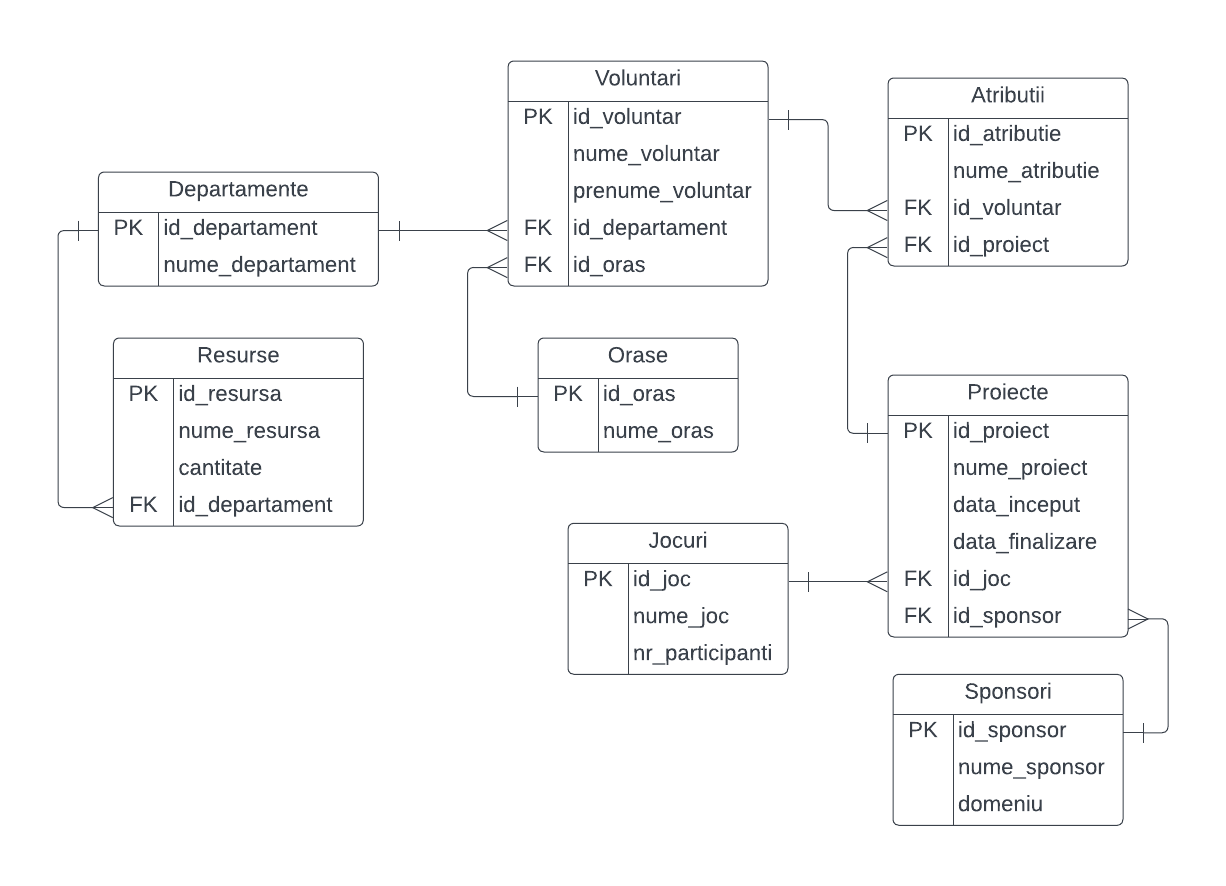 Voluntari
PK id_voluntar
nume_voluntar
prenume_voluntar
FK id_departament
FK id_oras
Atributii
PK id_atributie
nume_atributie
FK id_voluntar
FK id_proiect
Departamente
PK id_departament
nume_departament
Resurse
PK id_resursa
nume_resursa
cantitate
FK id_departament
Orase
PK id_oras
nume_oras
Proiecte
PK id_proiect
nume_proiect
data_inceput
data_finalizare
FK id_joc
FK id_sponsor
Jocuri
PK id_joc
nume_joc
nr_participanti
Sponsori
PK id_sponsor
nume_sponsor
domeniu